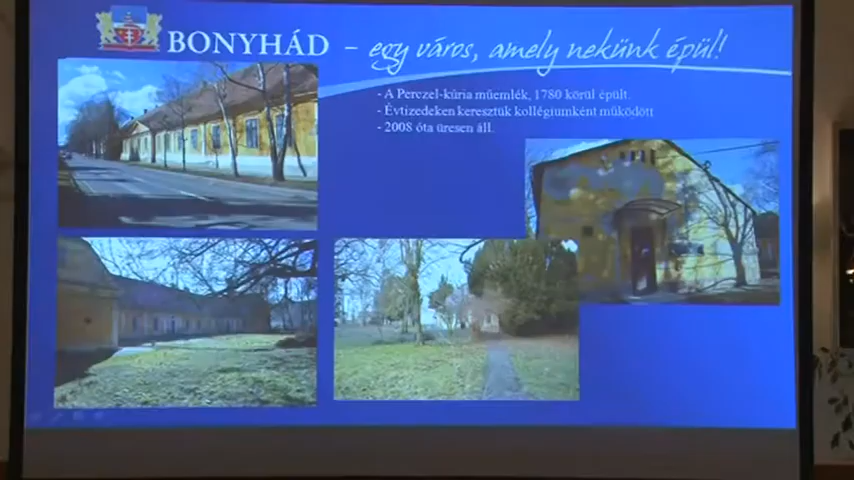 BONYHÁD – egy város, amely nekünk épül!
- A Perczel-kúria műemlék, 1780 körül épült.
- Évtizedeken keresztük kollégiumként működött
- 2008 óta üresen áll.